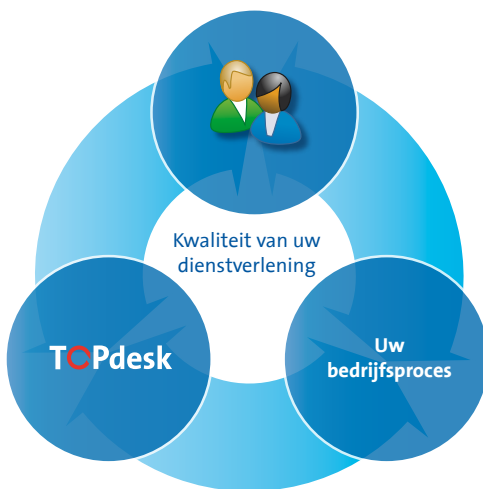 Kwaliteit van uw
dienstverlening
TOPdesk
Uw
bedrijfsproces